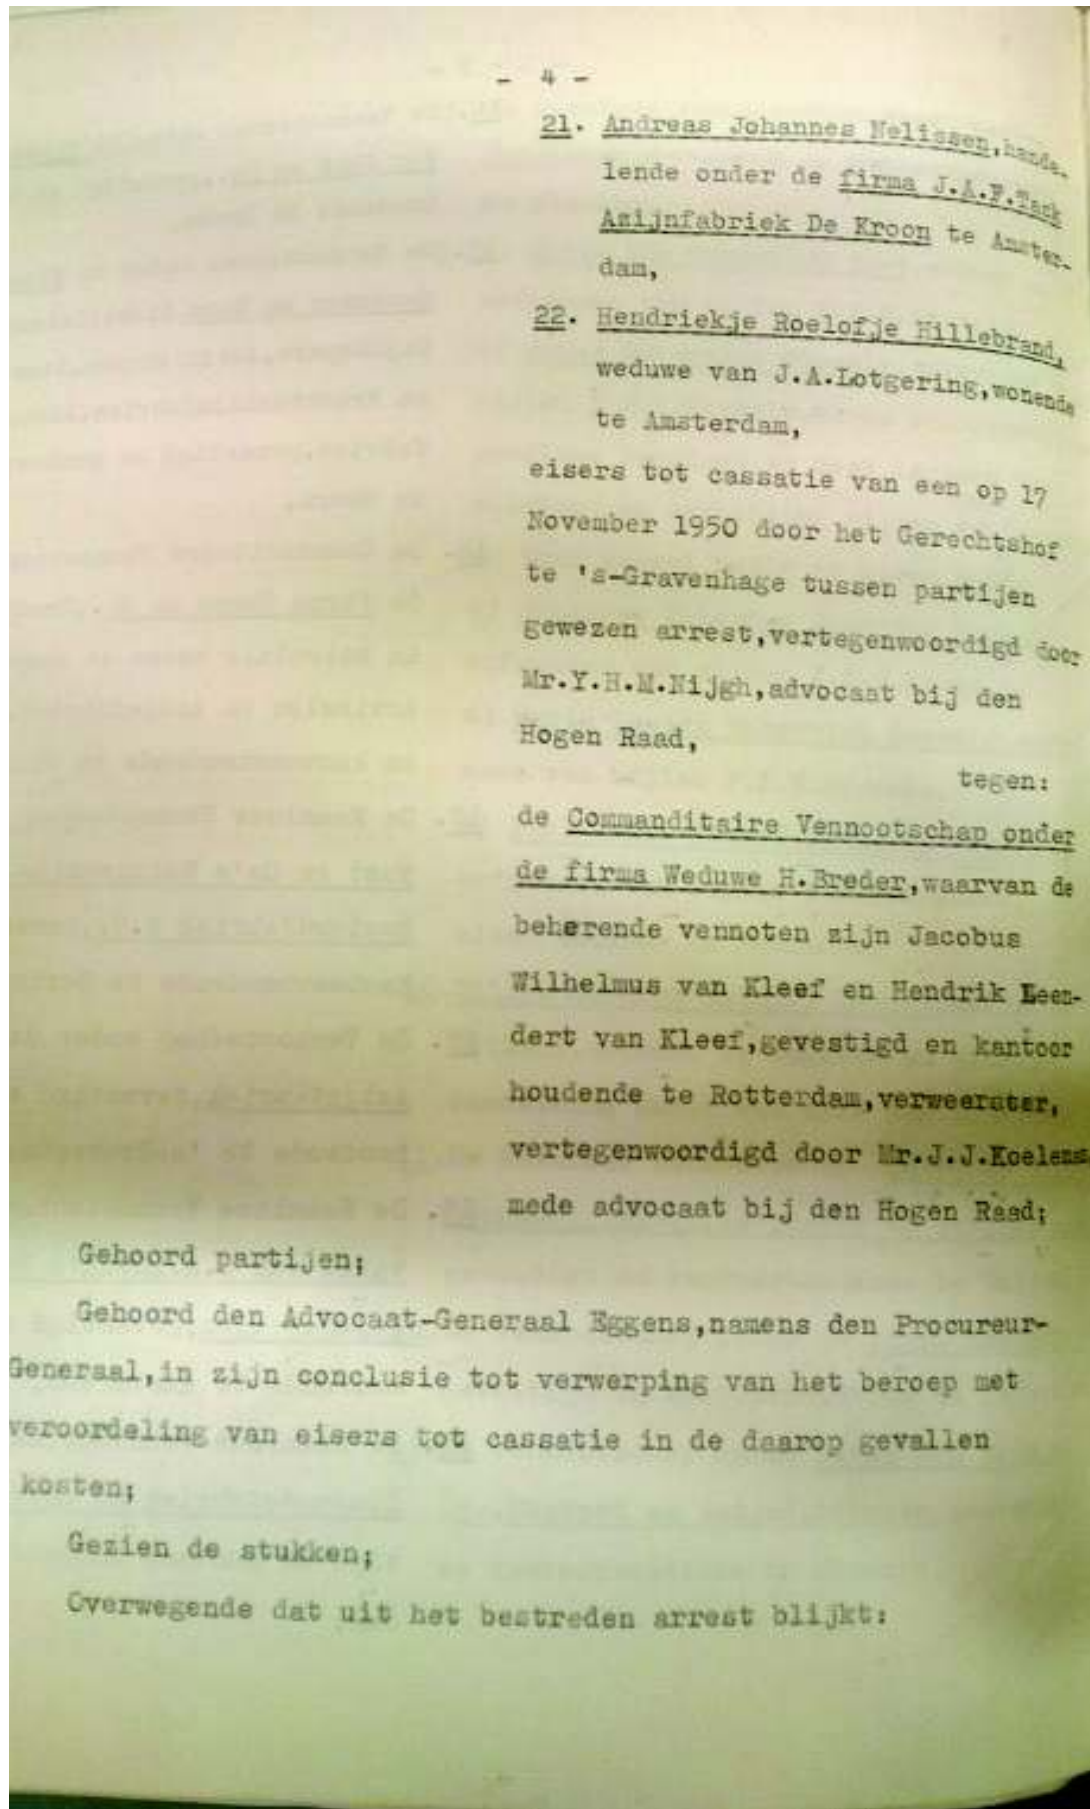 - 4 -
21. Andreas Johannes Nelissen,hande-
lende onder de firma J.A.F.Tack
Azijnfabriek De Kroon te Amster-
dam,
22. Hendriekje Roelofje Hillebrand,
weduwe van J.A.Lotgering,wonende
te Amsterdam,
eisers tot cassatie van een op 17
November 1950 door het Gerechtshof
te 's-Gravenhage tussen partijen
gewezen arrest,vertegenwoordigd door
Mr.Y.H.M.Nijgh,advocaat bij den
Hogen Raad,
tegen:
de Commanditaire Vennootschap onder
de firma Weduwe H.Breder,waarvan de
beherende vennoten zijn Jacobus
Wilhelmus van Kleef en Hendrik Leen-
dert van Kleef,gevestigd en kantoor
houdende te Rotterdam,verweerster,
vertegenwoordigd door Mr.J.J.Koelema
mede advocaat bij den Hogen Raad;
Gehoord partijen;
Gehoord den Advocaat-Generaal Eggens,namens den Procureur-
Generaal,in zijn conclusie tot verwerping van het beroep met
veroordeling van eisers tot cassatie in de daarop gevallen
kosten;
Gezien de stukken;
Overwegende dat uit het bestreden arrest blijkt: